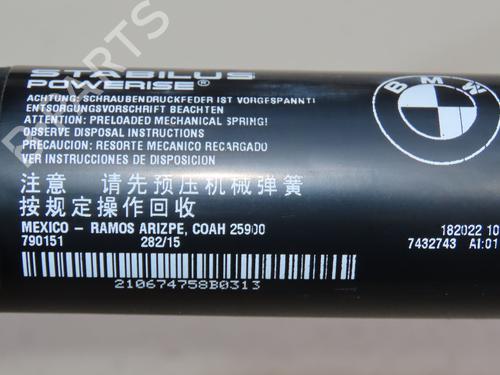 PARTS
STABILUS
POWERISE®
BMW
ACHTUNG: SCHRAUBENDRUCKFEDER IST VORGESPANNT!
ENTSORGUNGSVORSCHRIFT BEACHTEN
ATTENTION: PRELOADED MECHANICAL SPRING!
OBSERVE DISPOSAL INSTRUCTIONS
PRECAUCION: RESORTE MECANICO RECARGADO
VER INSTRUCCIONES DE DISPOSICION
注意 请先预压机械弹簧
按规定操作回收
MEXICO - RAMOS ARIZPE, COAH 25900
790151 282/15
182022 10
7432743 AI:01
210674758B0313